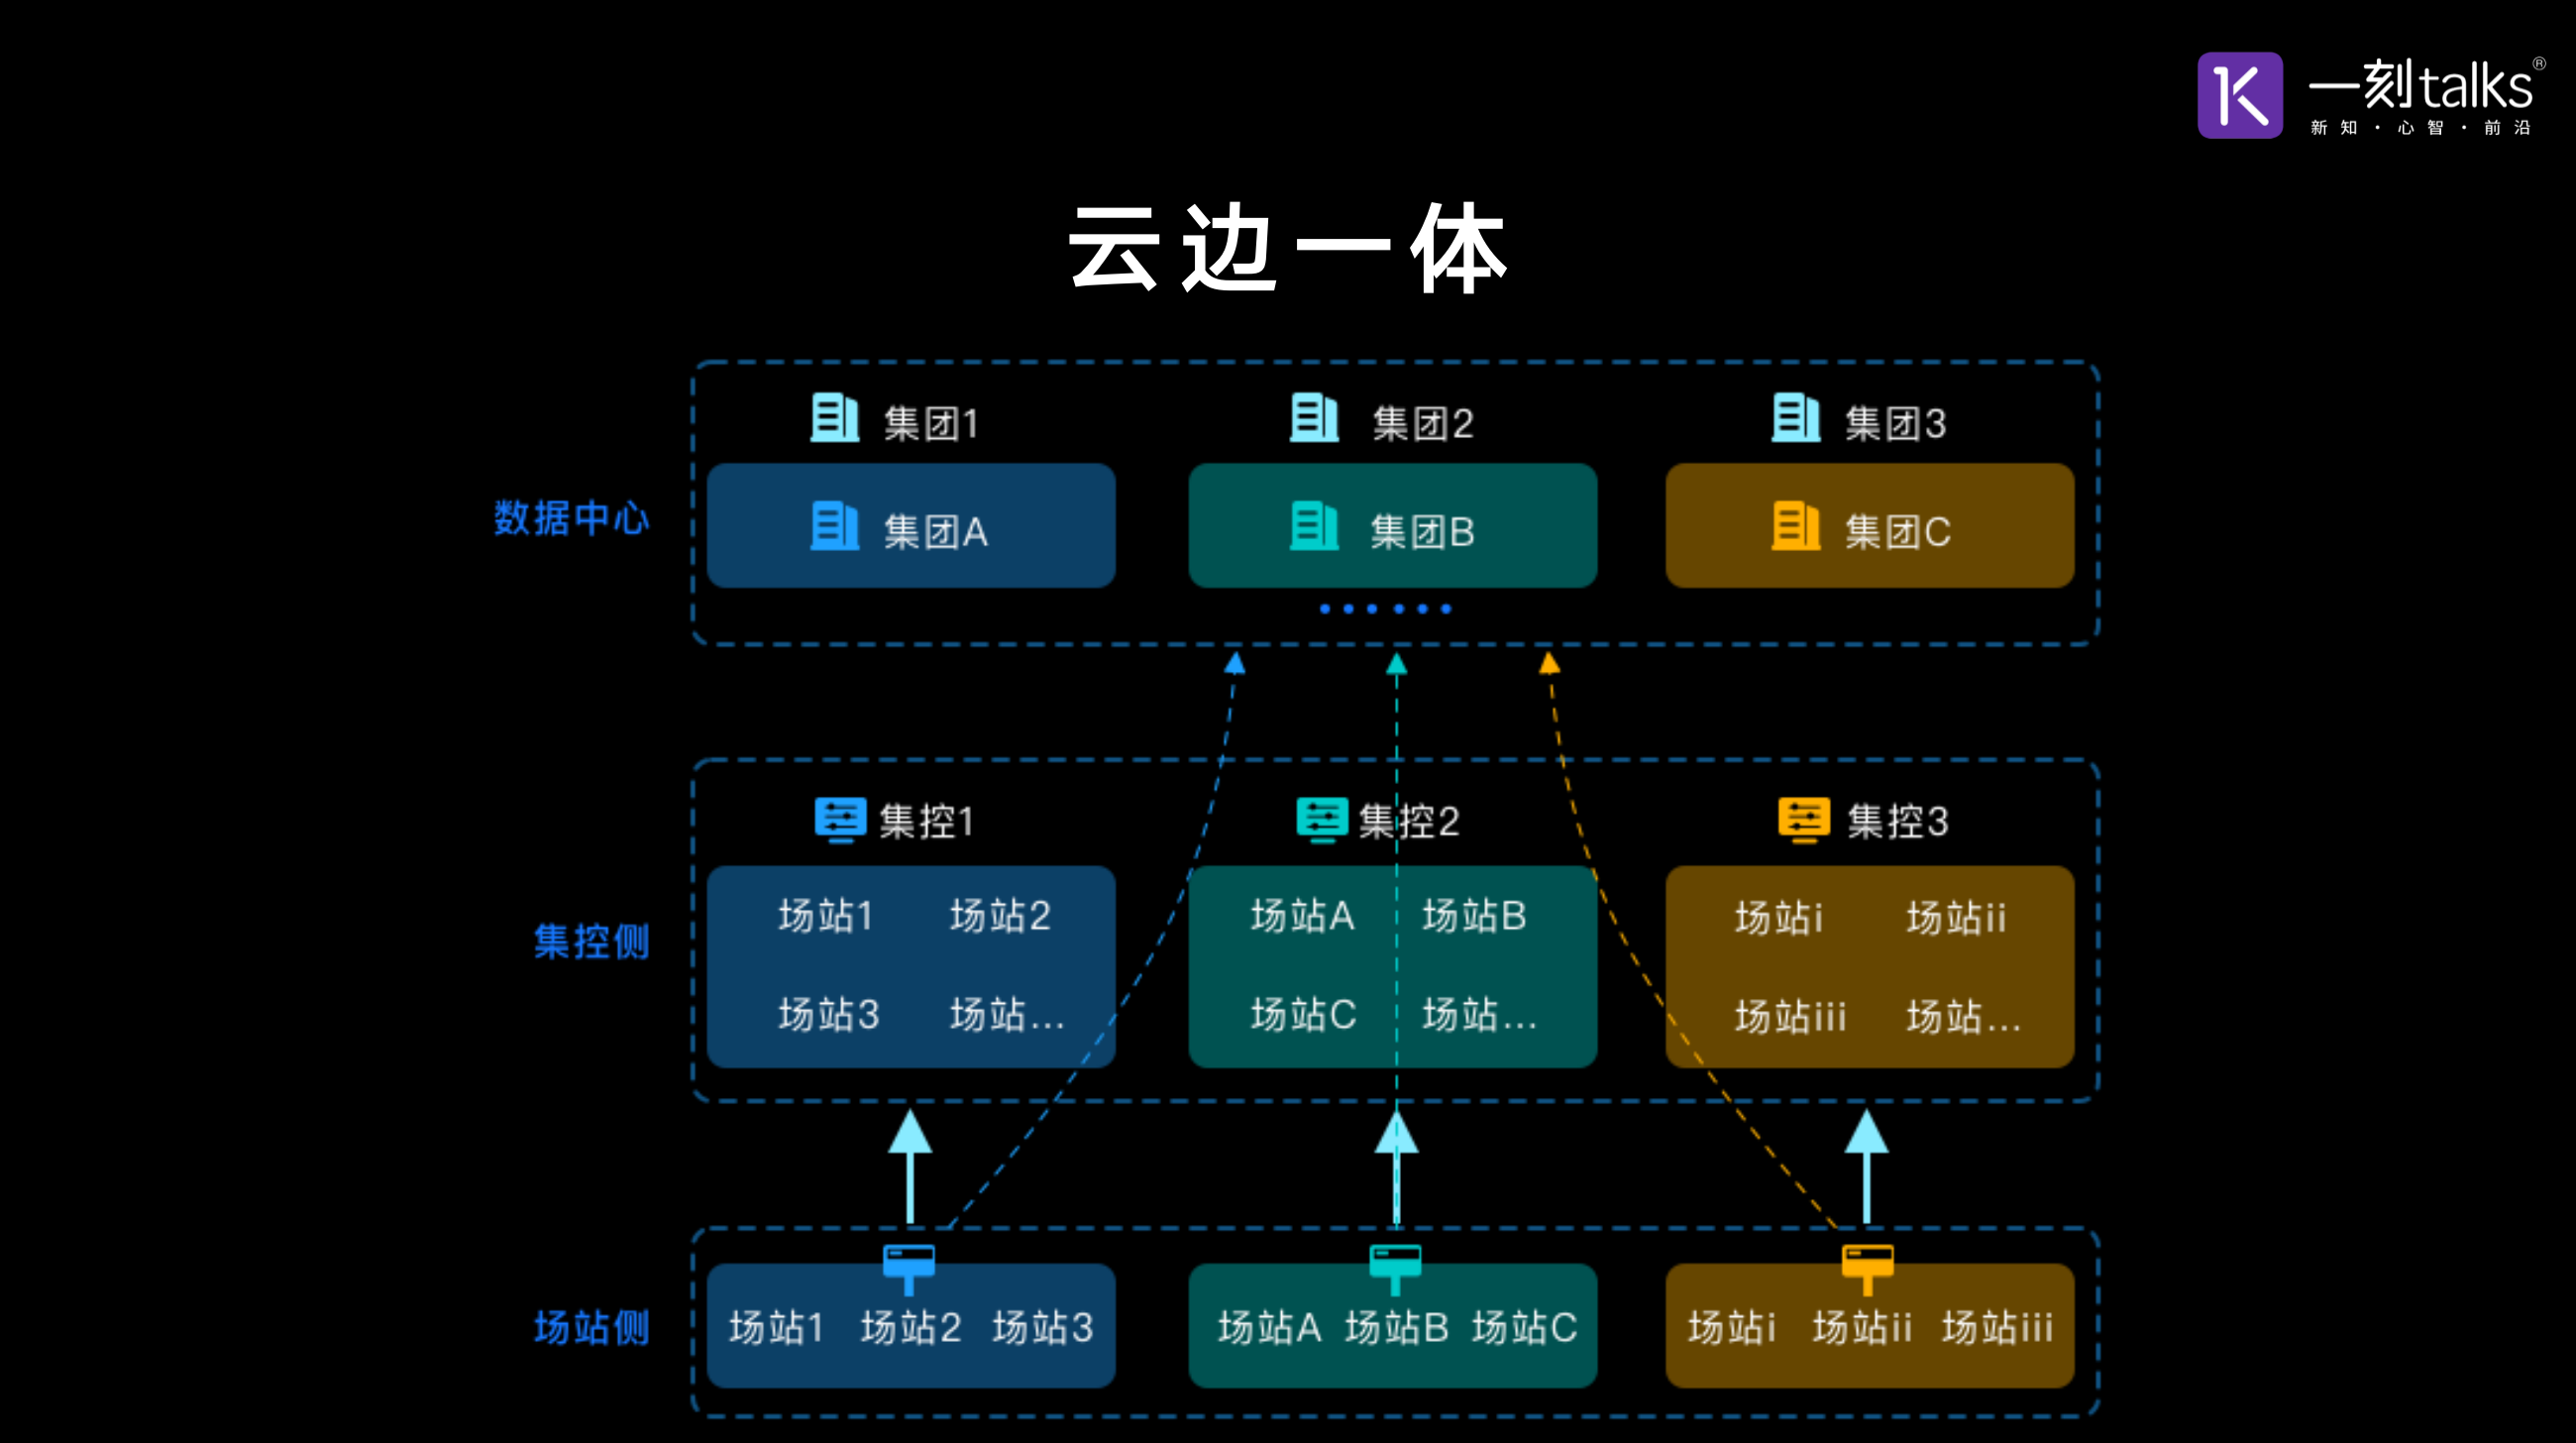 一刻talks®
新知·心智·前沿
云边一体
集团1 集团2 集团3
数据中心
集团A 集团B 集团C
集控1 集控2 集控3
集控侧
场站1 场站2 场站A 场站B 场站i 场站ii
场站3 场站... 场站C 场站... 场站iii 场站...
场站侧
场站1 场站2 场站3 场站A 场站B 场站C 场站i 场站ii 场站iii